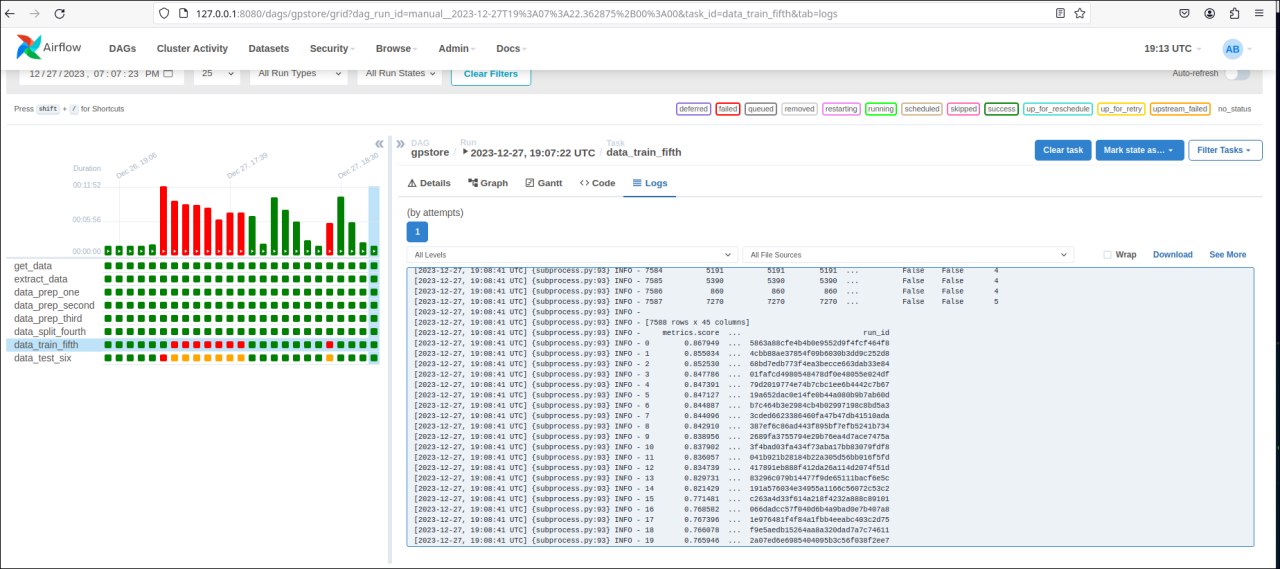 127.0.0.1:8080/dags/gpstore/grid?dag_run_id=manual__2023-12-27T19%3A07%3A22.362875%2B00%3A00&task_id=data_train_fifth&tab=logs
Airflow DAGs Cluster Activity Datasets Security Browse Admin Docs 19:13 UTC AB
12/27/2023, 07:07:23 PM 25 All Run Types All Run States Clear Filters Auto-refresh
Press shift + / for Shortcuts deferred failed queued removed restarting running scheduled skipped success up_for_reschedule up_for_retry upstream_failed no_status
DAG Run Task
gpstore / 2023-12-27, 19:07:22 UTC / data_train_fifth Clear task Mark state as... Filter Tasks
Dec 26, 19:06 Dec 27, 17:39 Dec 27, 18:30
Duration
00:11:52
00:05:56
00:00:00
get_data
extract_data
data_prep_one
data_prep_second
data_prep_third
data_split_fourth
data_train_fifth
data_test_six
Details Graph Gantt Code Logs
(by attempts)
1
All Levels All File Sources Wrap Download See More
[2023-12-27, 19:08:41 UTC] {subprocess.py:93} INFO - 7584 5191 5191 5191 ... False False 4
[2023-12-27, 19:08:41 UTC] {subprocess.py:93} INFO - 7585 5390 5390 5390 ... False False 4
[2023-12-27, 19:08:41 UTC] {subprocess.py:93} INFO - 7586 860 860 860 ... False False 4
[2023-12-27, 19:08:41 UTC] {subprocess.py:93} INFO - 7587 7270 7270 7270 ... False False 5
[2023-12-27, 19:08:41 UTC] {subprocess.py:93} INFO -
[2023-12-27, 19:08:41 UTC] {subprocess.py:93} INFO - [7588 rows x 45 columns]
[2023-12-27, 19:08:41 UTC] {subprocess.py:93} INFO - metrics.score ... run_id
[2023-12-27, 19:08:41 UTC] {subprocess.py:93} INFO - 0 0.867949 ... 5863a88cfe4b4b0e9552d9f4fcf464f8
[2023-12-27, 19:08:41 UTC] {subprocess.py:93} INFO - 1 0.855034 ... 4cbb88ae37854f09b6030b3dd9c252d8
[2023-12-27, 19:08:41 UTC] {subprocess.py:93} INFO - 2 0.852530 ... 68bd7edb773f4ea3becce663dab33e84
[2023-12-27, 19:08:41 UTC] {subprocess.py:93} INFO - 3 0.847786 ... 01fafcd4980548478df0e48055e024df
[2023-12-27, 19:08:41 UTC] {subprocess.py:93} INFO - 4 0.847391 ... 79d2019774e74b7cbc1ee6b4442c7b67
[2023-12-27, 19:08:41 UTC] {subprocess.py:93} INFO - 5 0.847127 ... 19a652dac0e14fe0b44a080b9b7ab60d
[2023-12-27, 19:08:41 UTC] {subprocess.py:93} INFO - 6 0.844887 ... b7c464b3e2984cb4b02997198c8bd5a3
[2023-12-27, 19:08:41 UTC] {subprocess.py:93} INFO - 7 0.844096 ... 3cded6623386460fa47b47db41510ada
[2023-12-27, 19:08:41 UTC] {subprocess.py:93} INFO - 8 0.842910 ... 387ef6c86ad443f895bf7efb5241b734
[2023-12-27, 19:08:41 UTC] {subprocess.py:93} INFO - 9 0.838956 ... 2689fa3755794e29b76ea4d7ace7475a
[2023-12-27, 19:08:41 UTC] {subprocess.py:93} INFO - 10 0.837902 ... 3f4bad03fa434f73aba17bb83079fdf8
[2023-12-27, 19:08:41 UTC] {subprocess.py:93} INFO - 11 0.836057 ... 041b921b28184b22a305d56bb016f5fd
[2023-12-27, 19:08:41 UTC] {subprocess.py:93} INFO - 12 0.834739 ... 417891eb880f412da26a114d2074f51d
[2023-12-27, 19:08:41 UTC] {subprocess.py:93} INFO - 13 0.829731 ... 83296c079b14477f9de65111bacf6e5c
[2023-12-27, 19:08:41 UTC] {subprocess.py:93} INFO - 14 0.821429 ... 191a576034e34955a1166c56072c53c2
[2023-12-27, 19:08:41 UTC] {subprocess.py:93} INFO - 15 0.771481 ... c263a4d33f614a218f4232a888c89101
[2023-12-27, 19:08:41 UTC] {subprocess.py:93} INFO - 16 0.768582 ... 066dadcc57f040d6b4a9bad0e7b407a8
[2023-12-27, 19:08:41 UTC] {subprocess.py:93} INFO - 17 0.767396 ... 1e976481f4f84a1fbb4eeabc403c2d75
[2023-12-27, 19:08:41 UTC] {subprocess.py:93} INFO - 18 0.766078 ... f9e5aedb15264aa8a320dad7a7c74611
[2023-12-27, 19:08:41 UTC] {subprocess.py:93} INFO - 19 0.765946 ... 2a07ed6e6985404095b3c56f030f2ee7